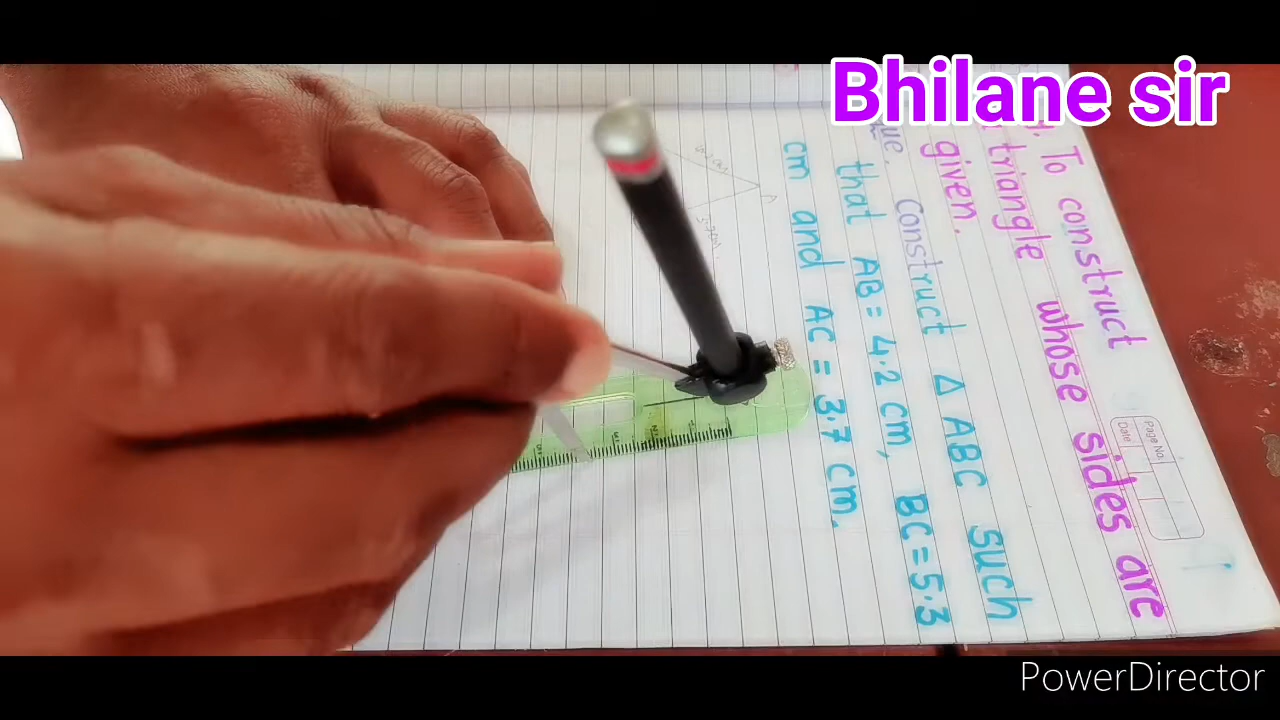 Bhilane sir
Page No.
Date
To construct
triangle whose sides are
given.
Que. Construct Δ ABC such
that AB = 4.2 cm, BC = 5.3
cm and AC = 3.7 cm.
PowerDirector